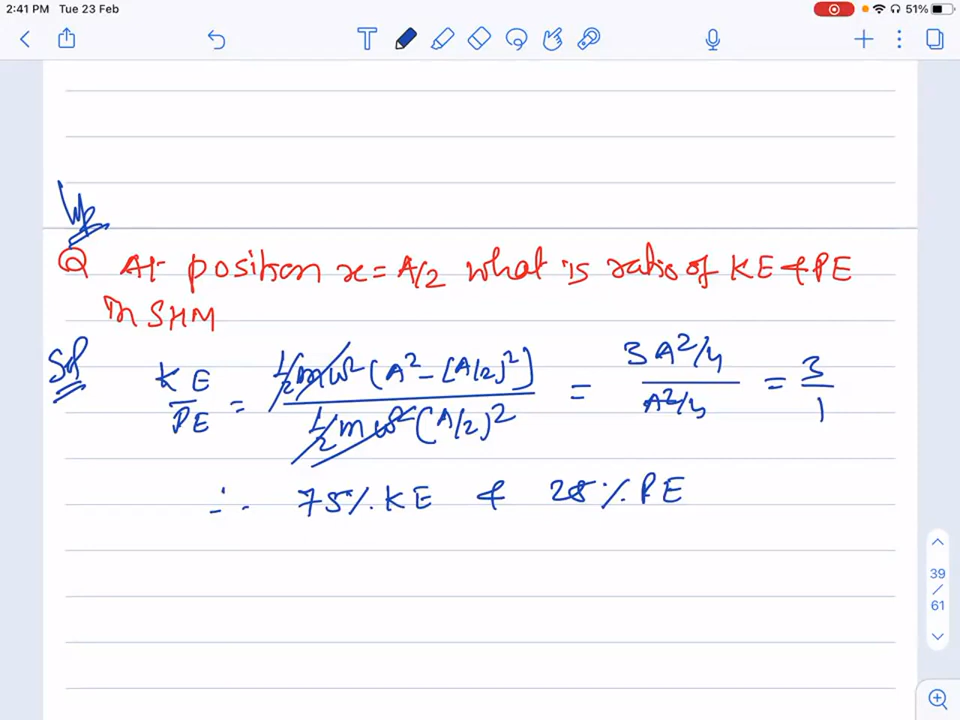 2:41 PM Tue 23 Feb
51%
Imp
Q At position x = A/2 what is ratio of KE & PE
in SHM
Sol
KE/PE = ½mω²(A² - [A/2)²) / ½mω²(A/2)² = 3A²/4 / A²/4 = 3/1
∴ 75% KE & 25% PE
39
/
61